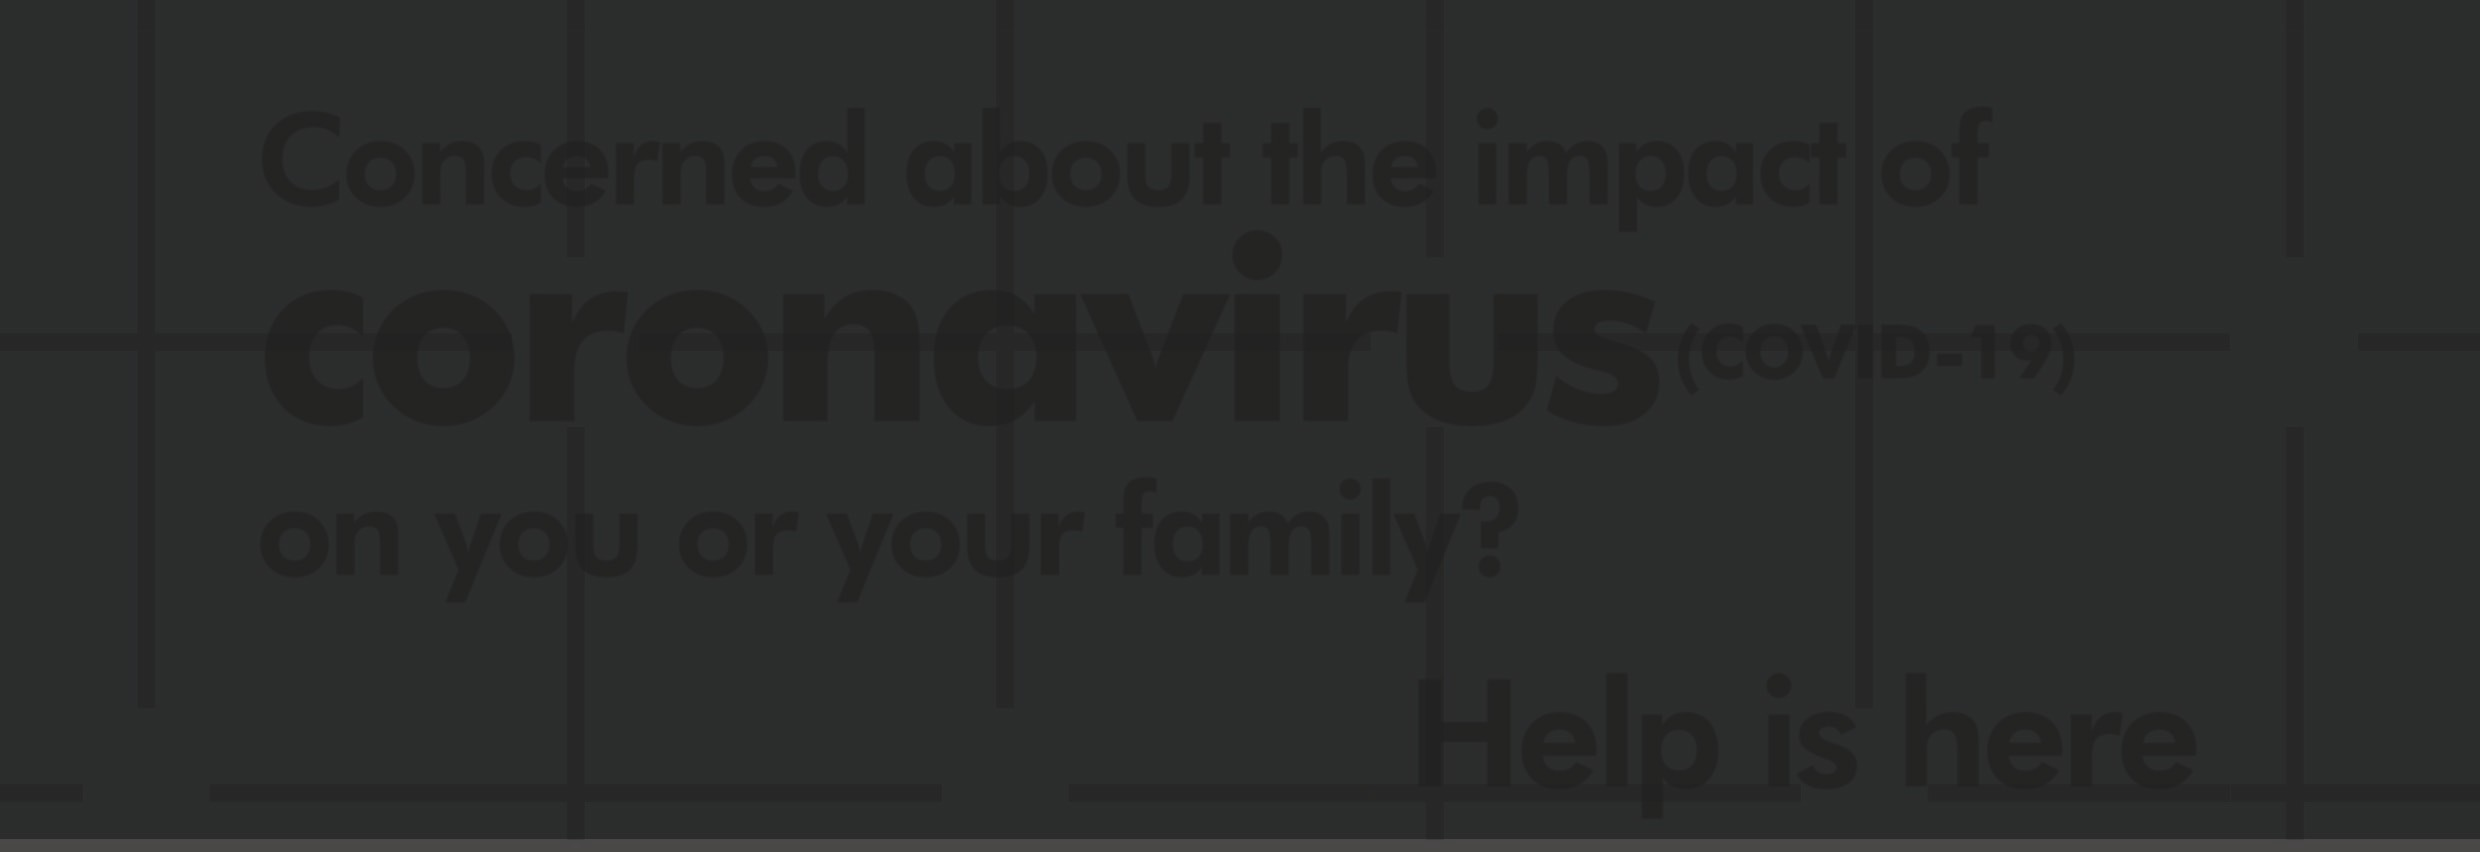 Concerned about the impact of
coronavirus (COVID-19)
on you or your family?
Help is here